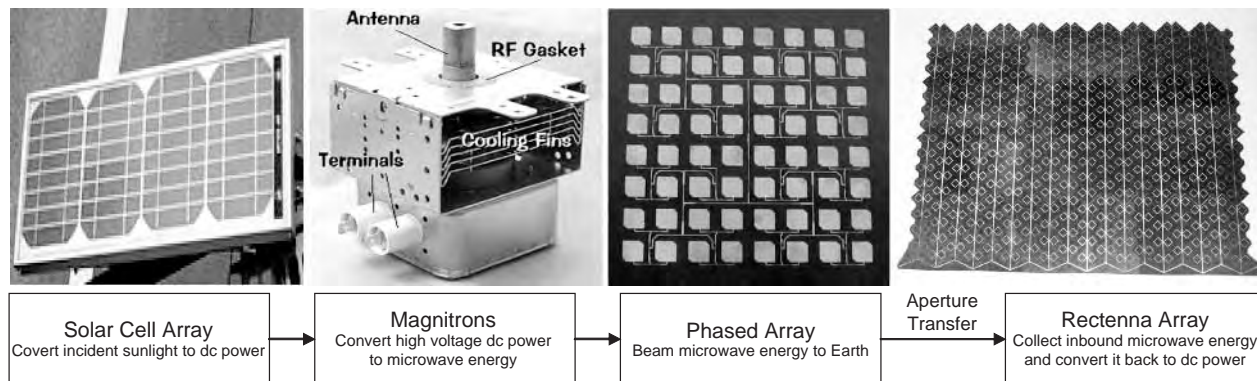 Antenna
RF Gasket
Cooling Fins
Terminals
Solar Cell Array
Covert incident sunlight to dc power
Magnitrons
Convert high voltage dc power
to microwave energy
Phased Array
Beam microwave energy to Earth
Aperture
Transfer
Rectenna Array
Collect inbound microwave energy
and convert it back to dc power